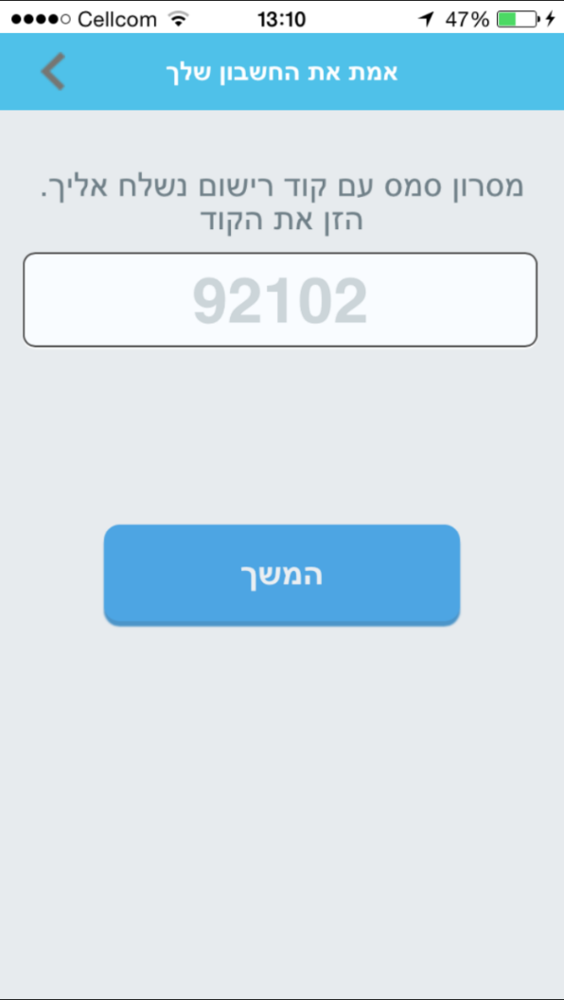 Cellcom 13:10 47%
אמת את החשבון שלך
מסרון סמס עם קוד רישום נשלח אליך.
הזן את הקוד
92102
המשך